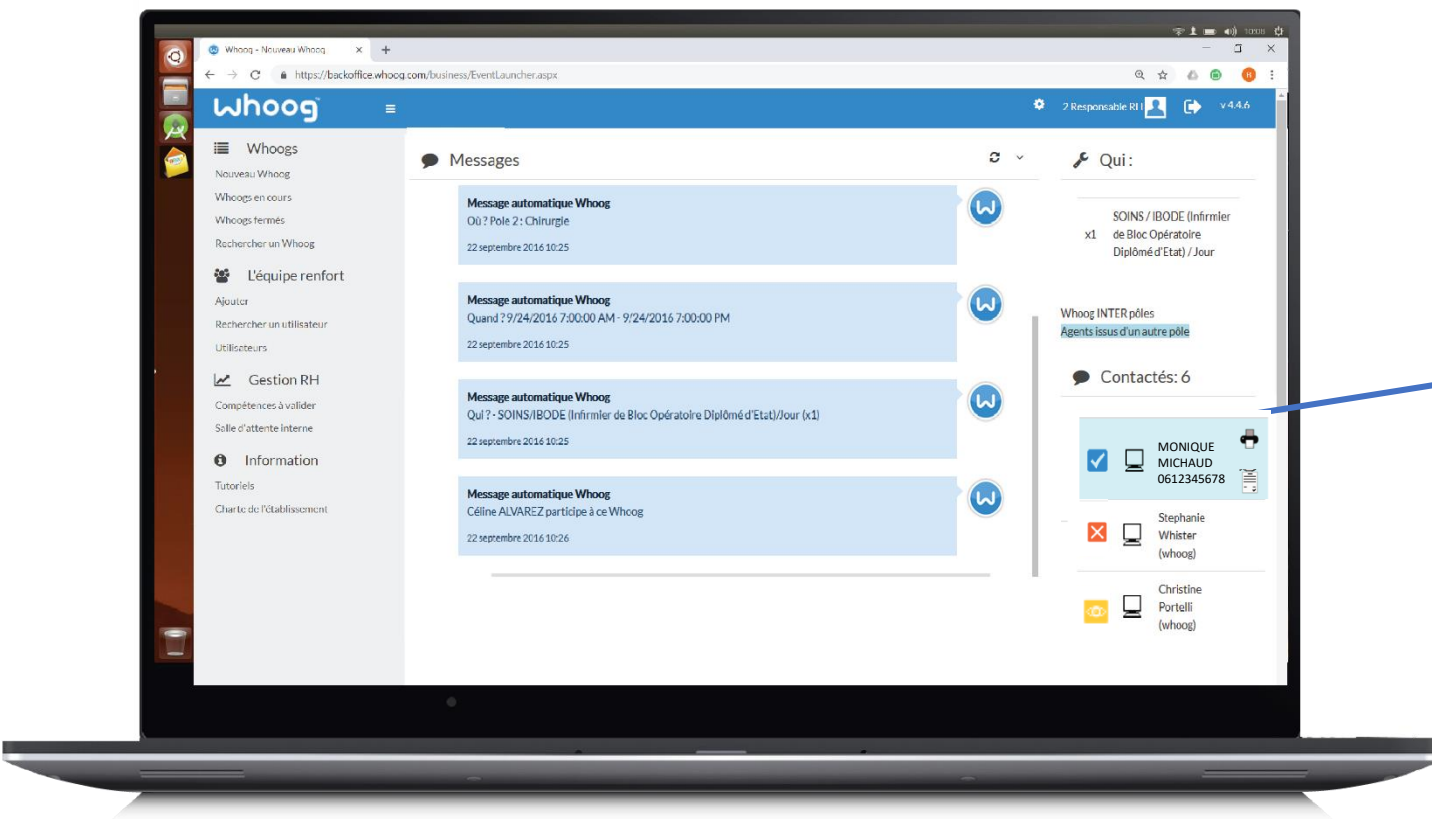 10:08
Whoog - Nouveau Whoog
https://backoffice.whoog.com/business/EventLauncher.aspx
H
whoog
2 Responsable RH
v 4.4.6
Whoogs
Nouveau Whoog
Whoogs en cours
Whoogs fermés
Rechercher un Whoog
L'équipe renfort
Ajouter
Rechercher un utilisateur
Utilisateurs
Gestion RH
Compétences à valider
Salle d'attente interne
Information
Tutoriels
Charte de l'établissement
Messages
Message automatique Whoog
Où ? Pole 2 : Chirurgie
22 septembre 2016 10:25
Message automatique Whoog
Quand ? 9/24/2016 7:00:00 AM - 9/24/2016 7:00:00 PM
22 septembre 2016 10:25
Message automatique Whoog
Qui ? - SOINS/IBODE (Infirmier de Bloc Opératoire Diplômé d'Etat)/Jour (x1)
22 septembre 2016 10:25
Message automatique Whoog
Céline ALVAREZ participe à ce Whoog
22 septembre 2016 10:26
Qui :
SOINS / IBODE (Infirmier
x1 de Bloc Opératoire
Diplômé d'Etat) / Jour
Whoog INTER pôles
Agents issus d'un autre pôle
Contactés: 6
MONIQUE
MICHAUD
0612345678
Stephanie
Whister
(whoog)
Christine
Portelli
(whoog)